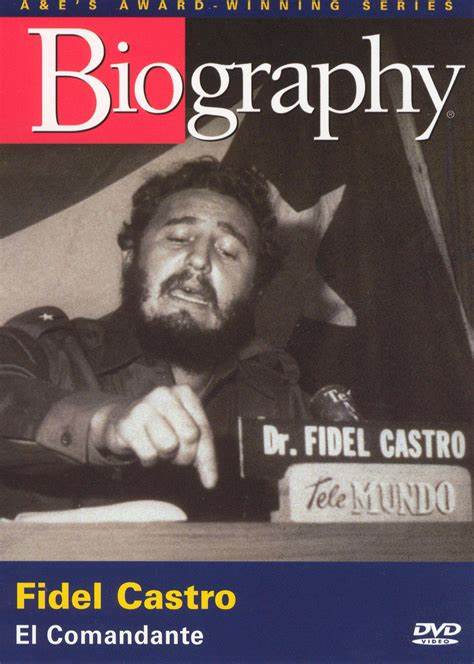 A&E'S AWARD-WINNING SERIES
Biography®
Dr. FIDEL CASTRO
Tele MUNDO
Fidel Castro
El Comandante
DVD
VIDEO